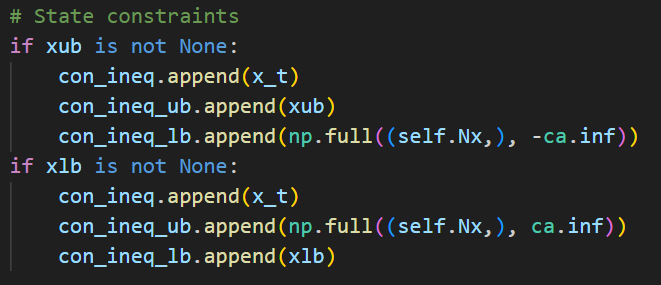 # State constraints
if xub is not None:
    con_ineq.append(x_t)
    con_ineq_ub.append(xub)
    con_ineq_lb.append(np.full((self.Nx,), -ca.inf))
if xlb is not None:
    con_ineq.append(x_t)
    con_ineq_ub.append(np.full((self.Nx,), ca.inf))
    con_ineq_lb.append(xlb)